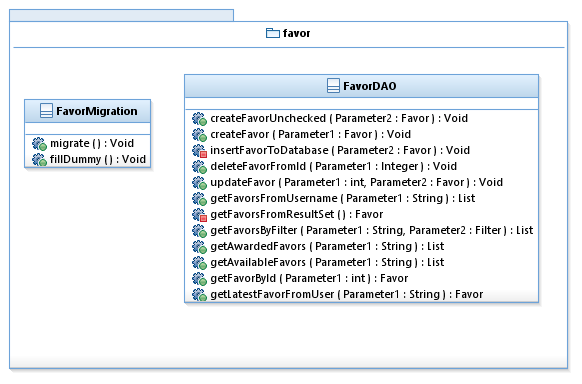 favor
FavorMigration
migrate ( ) : Void
fillDummy ( ) : Void
FavorDAO
createFavorUnchecked ( Parameter2 : Favor ) : Void
createFavor ( Parameter1 : Favor ) : Void
insertFavorToDatabase ( Parameter2 : Favor ) : Void
deleteFavorFromId ( Parameter1 : Integer ) : Void
updateFavor ( Parameter1 : int, Parameter2 : Favor ) : Void
getFavorsFromUsername ( Parameter1 : String ) : List
getFavorsFromResultSet ( ) : Favor
getFavorsByFilter ( Parameter1 : String, Parameter2 : Filter ) : List
getAwardedFavors ( Parameter1 : String ) : List
getAvailableFavors ( Parameter1 : String ) : List
getFavorById ( Parameter1 : int ) : Favor
getLatestFavorFromUser ( Parameter1 : String ) : Favor